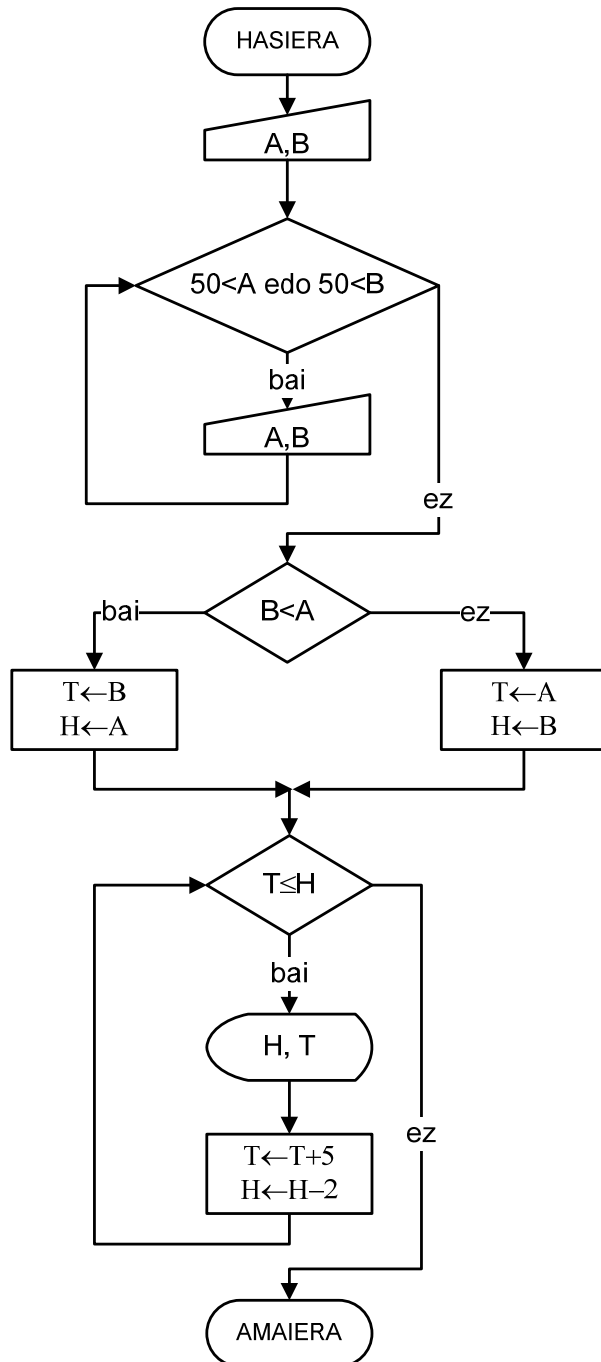 HASIERA
A,B
50<A edo 50<B
bai
A,B
ez
B<A
bai
ez
T←B
H←A
T←A
H←B
T≤H
bai
H, T
ez
T←T+5
H←H–2
AMAIERA